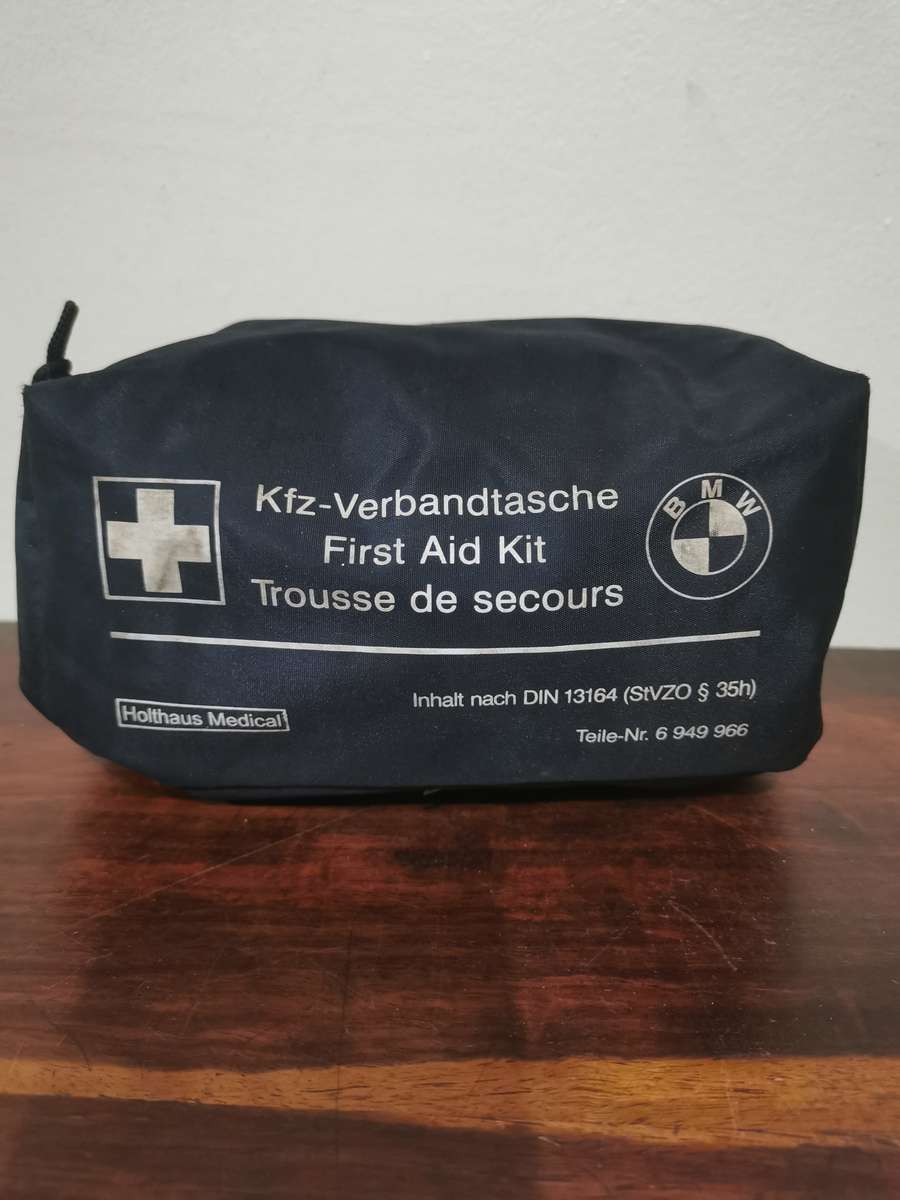 Kfz-Verbandtasche
First Aid Kit
Trousse de secours
BMW
Inhalt nach DIN 13164 (StVZO § 35h)
Holthaus Medical
Teile-Nr. 6 949 966